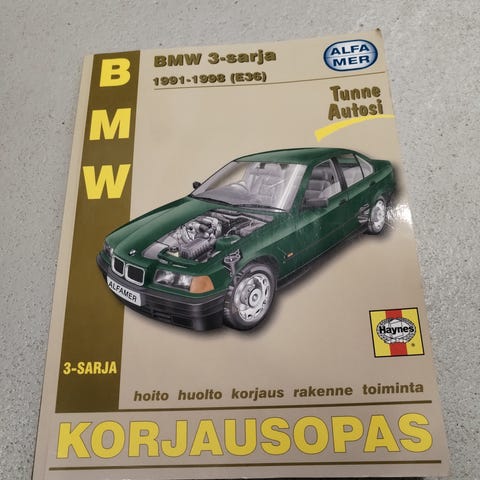 BMW
BMW 3-sarja
1991-1998 (E36)
ALFA
MER
Tunne
Autosi
ALFAMER
Haynes
®
3-SARJA
hoito huolto korjaus rakenne toiminta
KORJAUSOPAS